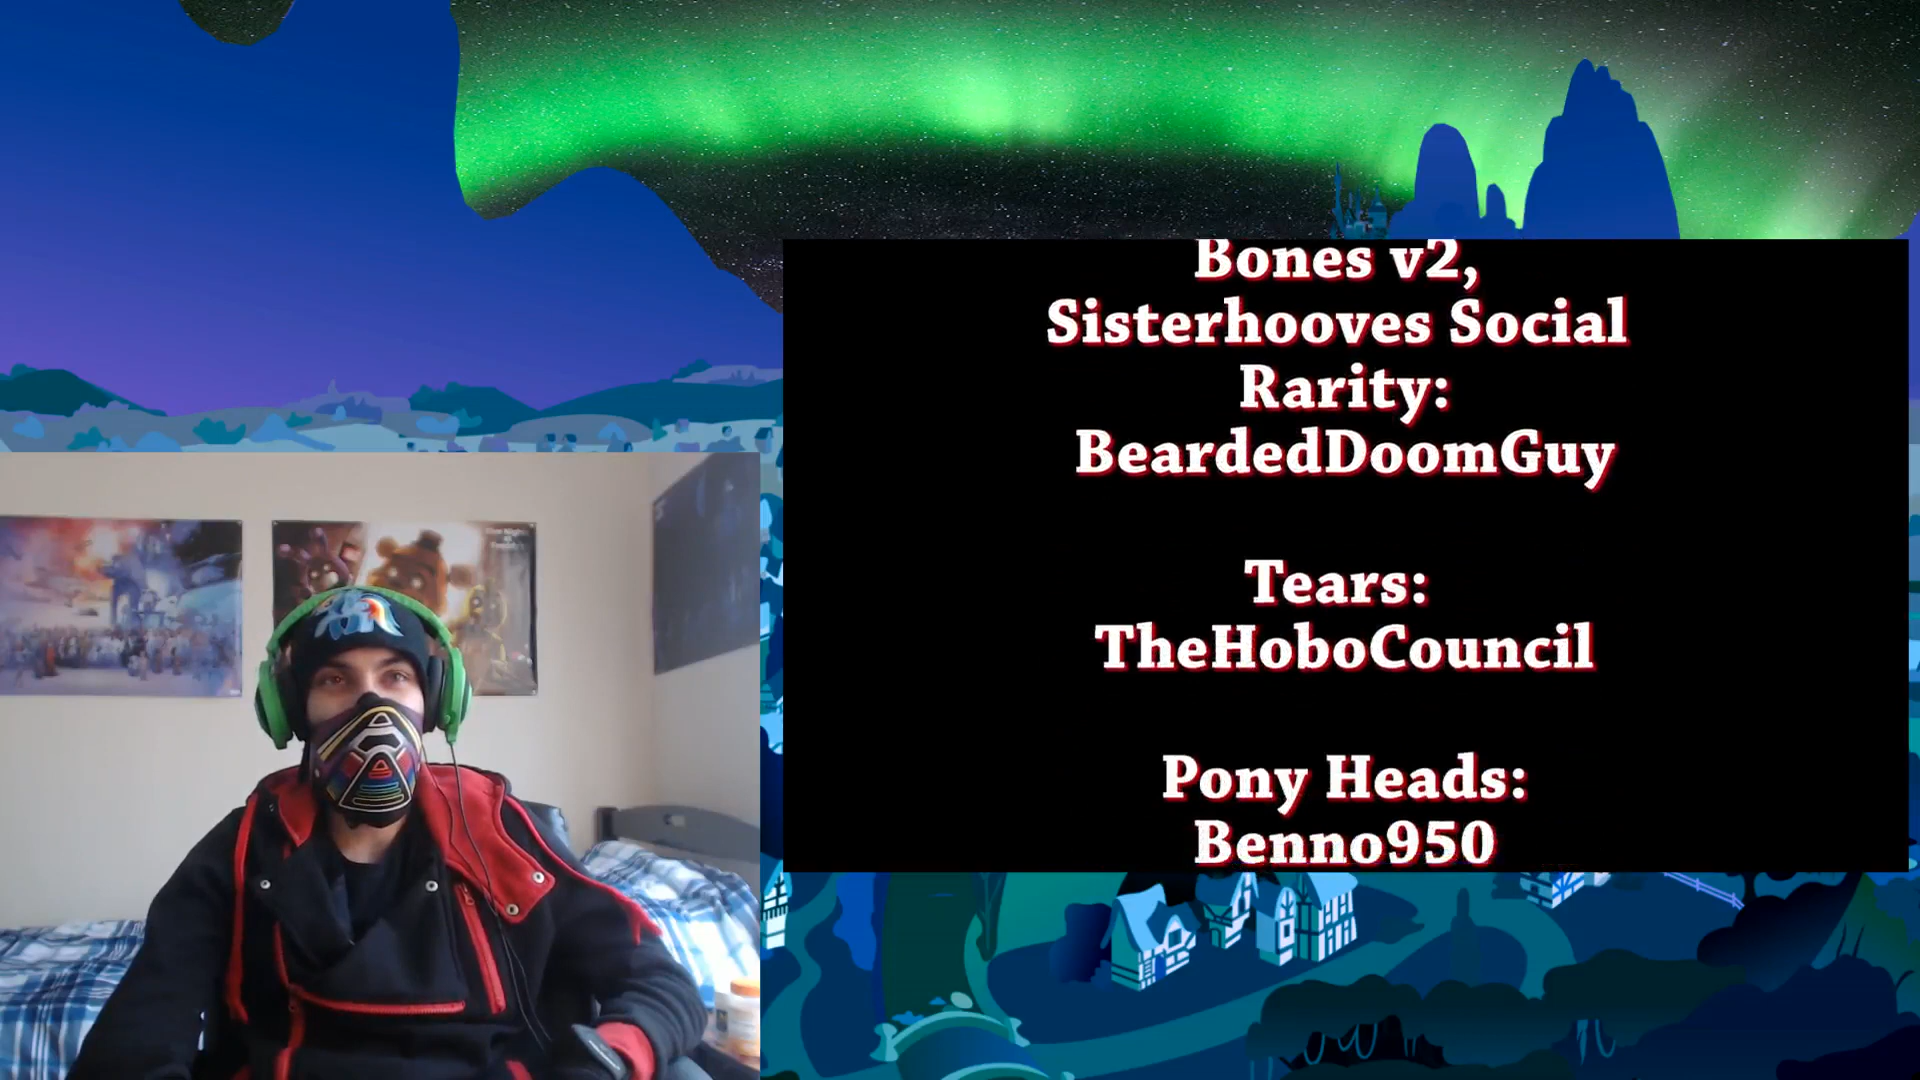 Bones v2,
Sisterhooves Social
Rarity:
BeardedDoomGuy
Tears:
TheHoboCouncil
Pony Heads:
Benno950